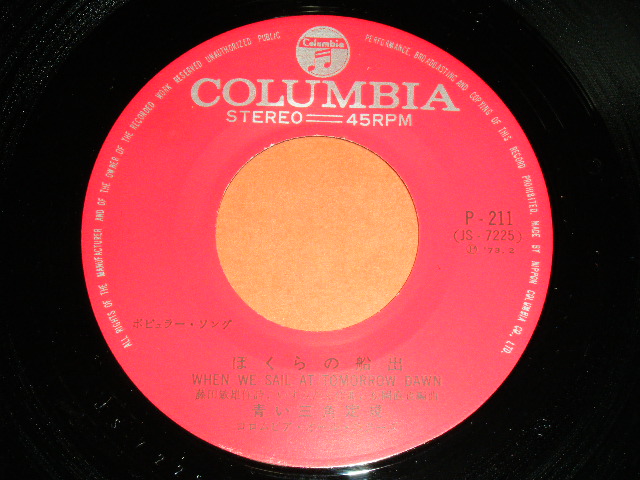 ALL RIGHTS OF THE MANUFACTURER AND OF THE OWNER OF THE RECORDED WORK RESERVED UNAUTHORIZED PUBLIC PERFORMANCE, BROADCASTING AND COPYING OF THIS RECORD PROHIBITED. MADE BY NIPPON COLUMBIA CO., LTD.
Columbia
COLUMBIA
STEREO 45RPM
P-211
(JS-7225)
ポピュラー・ソング
ぼくらの船出
WHEN WE SAIL AT TOMORROW DAWN
青い